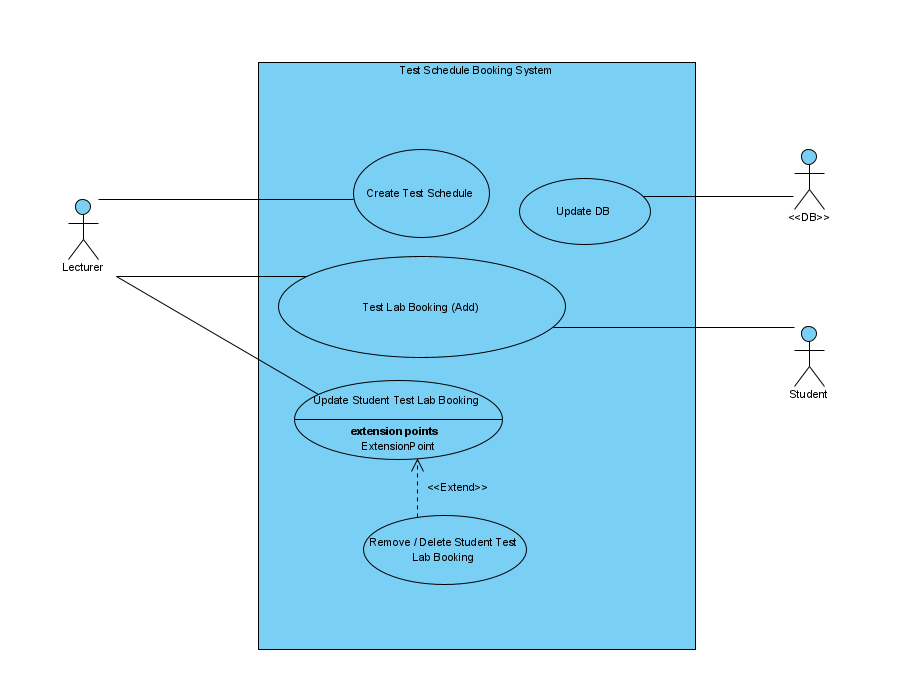 Test Schedule Booking System
Create Test Schedule
Update DB
<<DB>>
Lecturer
Test Lab Booking (Add)
Student
Update Student Test Lab Booking
extension points
ExtensionPoint
<<Extend>>
Remove / Delete Student Test
Lab Booking